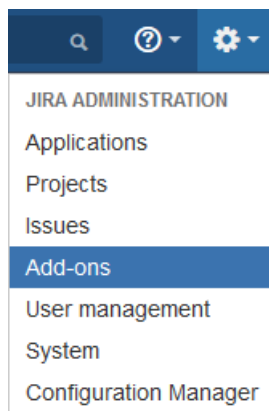 JIRA ADMINISTRATION
Applications
Projects
Issues
Add-ons
User management
System
Configuration Manager